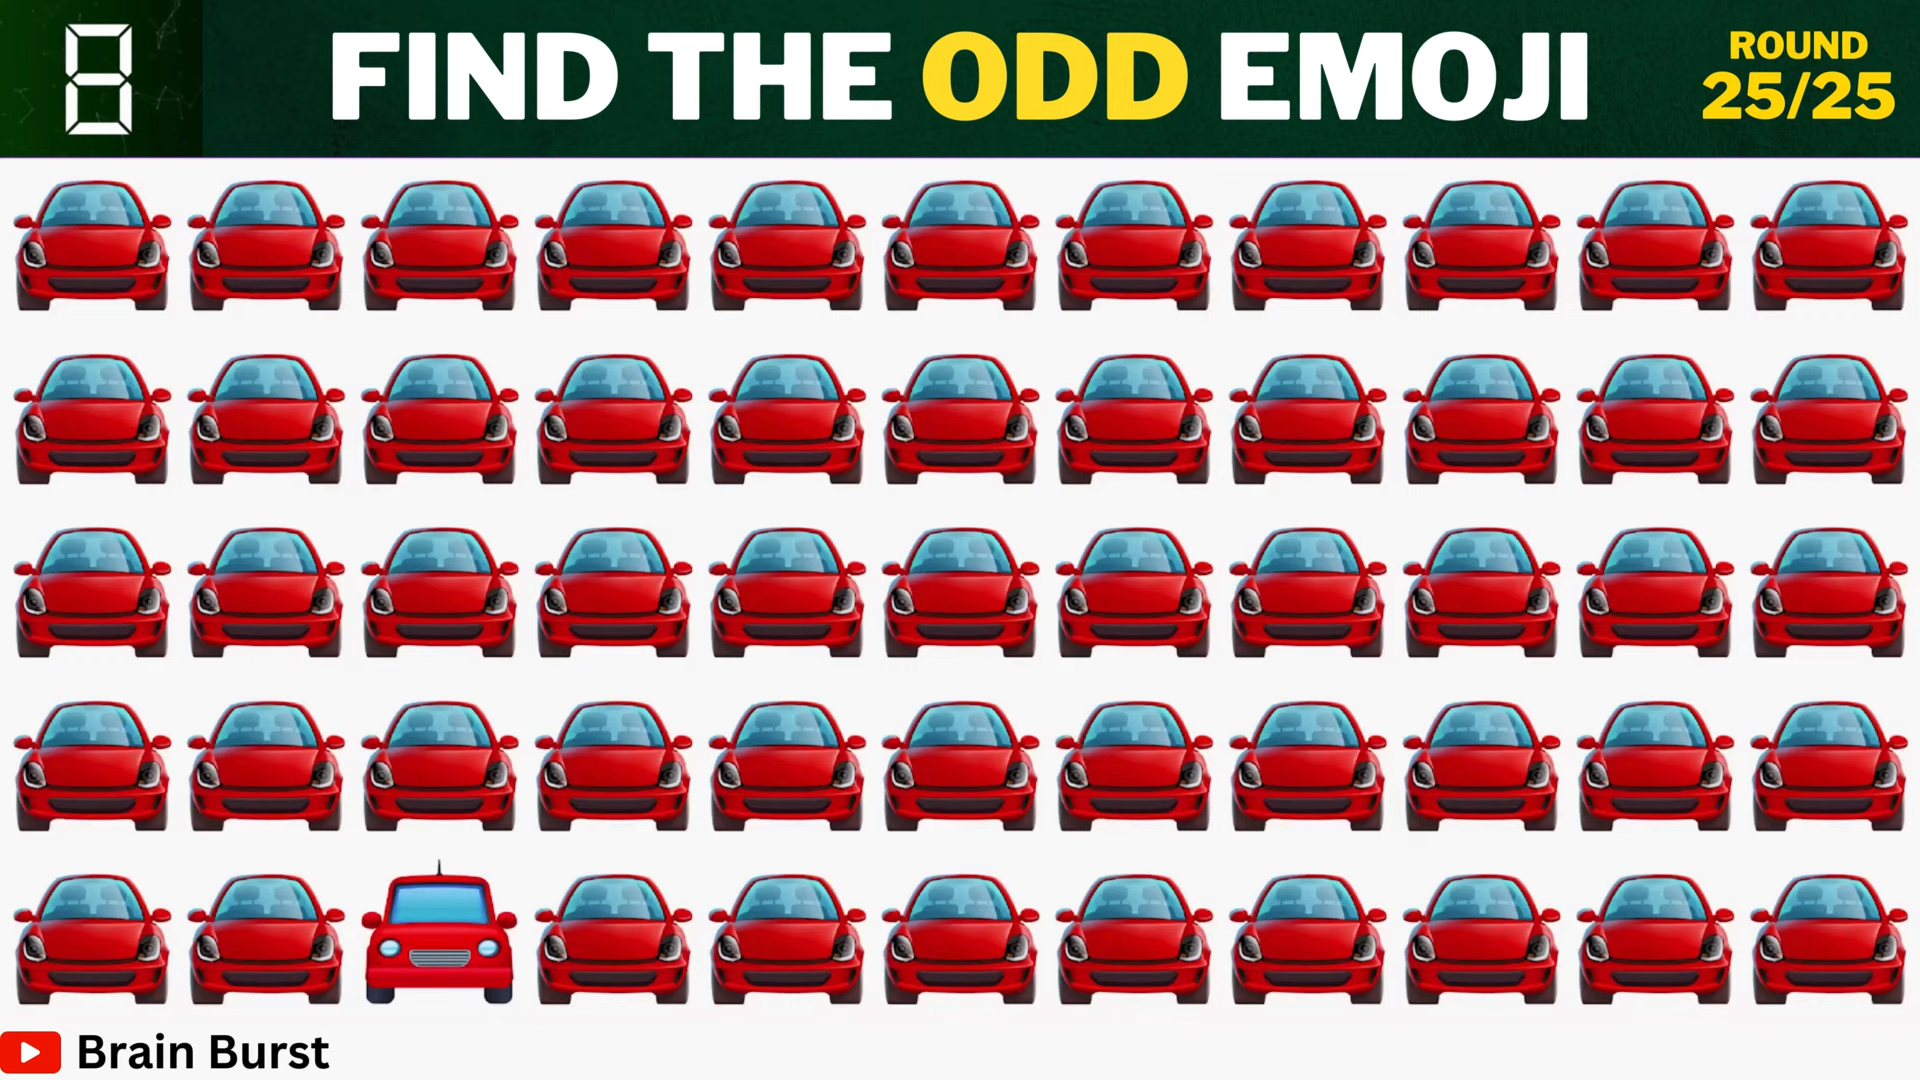 8
FIND THE ODD EMOJI
ROUND
25/25
Brain Burst